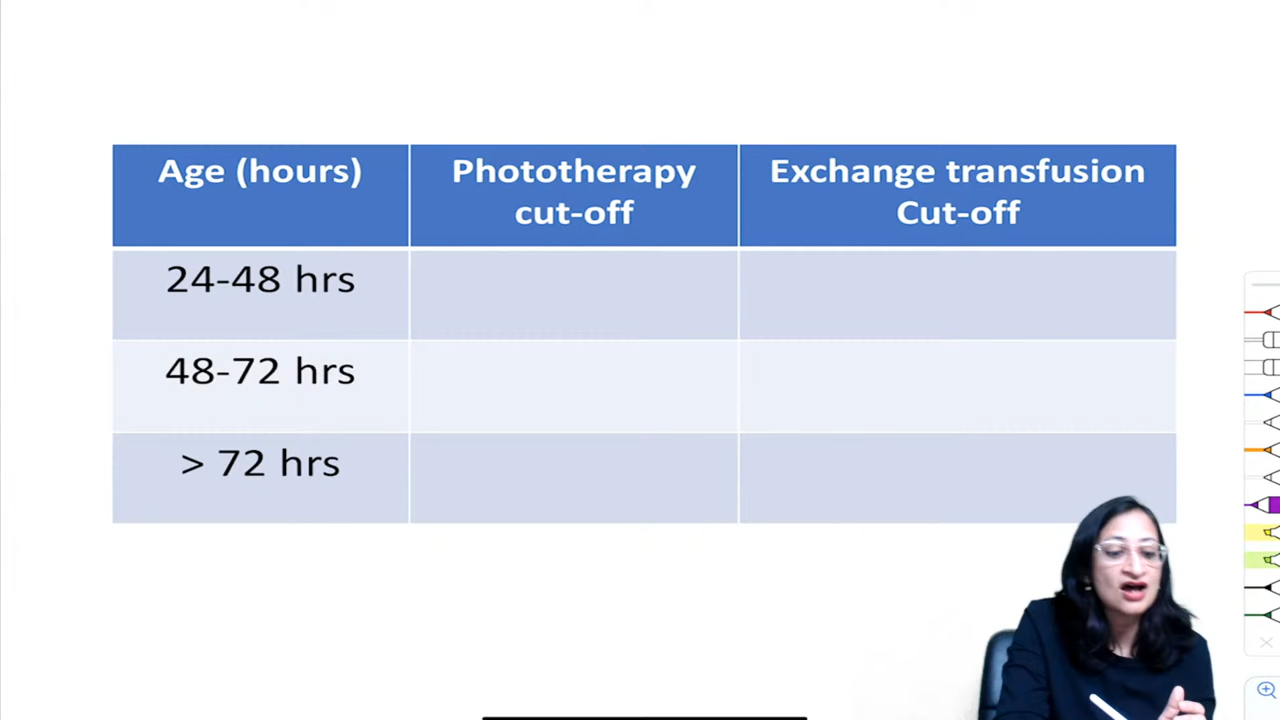 Age (hours)
Phototherapy
cut-off
Exchange transfusion
Cut-off
24-48 hrs
48-72 hrs
> 72 hrs